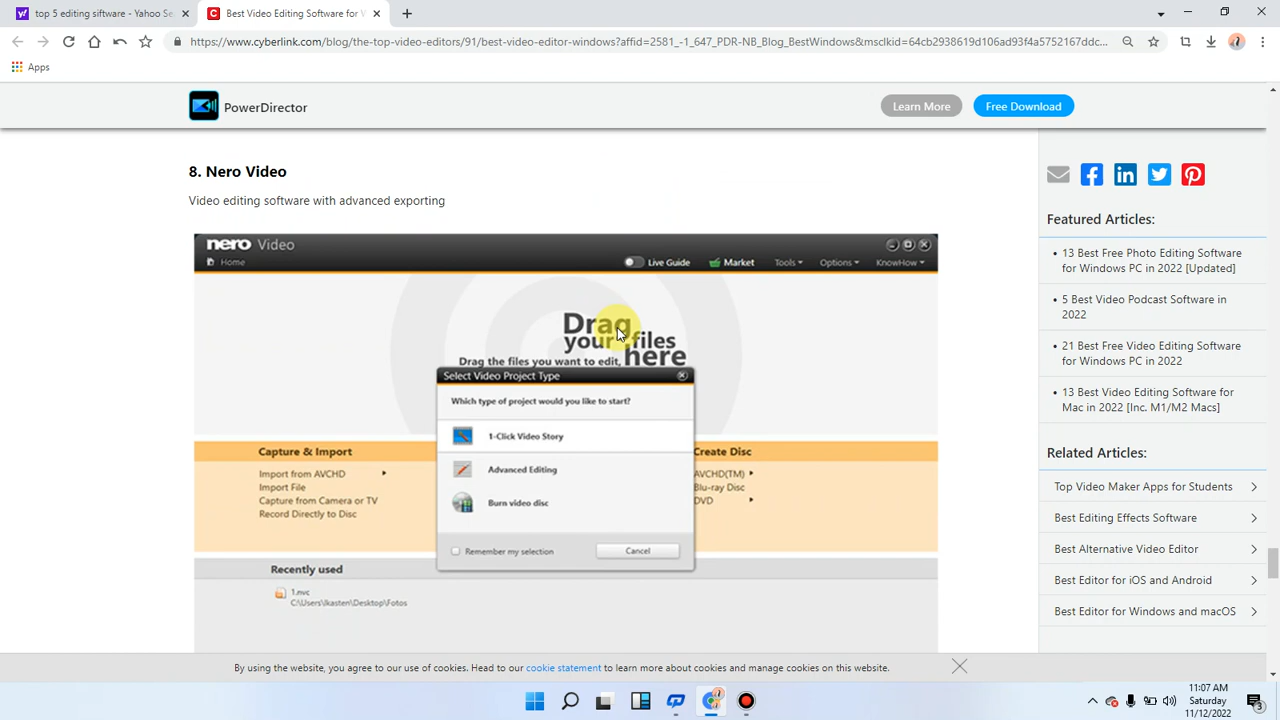 top 5 editing siftware - Yahoo Se
Best Video Editing Software for V
https://www.cyberlink.com/blog/the-top-video-editors/91/best-video-editor-windows?affid=2581_-1_647_PDR-NB_Blog_BestWindows&msclkid=64cb2938619d106ad93f4a5752167ddc...
Apps
PowerDirector
Learn More
Free Download
8. Nero Video
Video editing software with advanced exporting
nero Video
Home
Live Guide
Market
Tools
Options
KnowHow
Drag
your files
here
Drag the files you want to edit,
Select Video Project Type
Which type of project would you like to start?
1-Click Video Story
Advanced Editing
Burn video disc
Remember my selection
Cancel
Capture & Import
Import from AVCHD
Import File
Capture from Camera or TV
Record Directly to Disc
Create Disc
AVCHD(TM)
Blu-ray Disc
DVD
Recently used
1.nvc
C:\Users\lkasten\Desktop\Fotos
Featured Articles:
• 13 Best Free Photo Editing Software
for Windows PC in 2022 [Updated]
• 5 Best Video Podcast Software in
2022
• 21 Best Free Video Editing Software
for Windows PC in 2022
• 13 Best Video Editing Software for
Mac in 2022 [Inc. M1/M2 Macs]
Related Articles:
Top Video Maker Apps for Students
Best Editing Effects Software
Best Alternative Video Editor
Best Editor for iOS and Android
Best Editor for Windows and macOS
By using the website, you agree to our use of cookies. Head to our cookie statement to learn more about cookies and manage cookies on this website.
11:07 AM
Saturday
11/12/2022
3